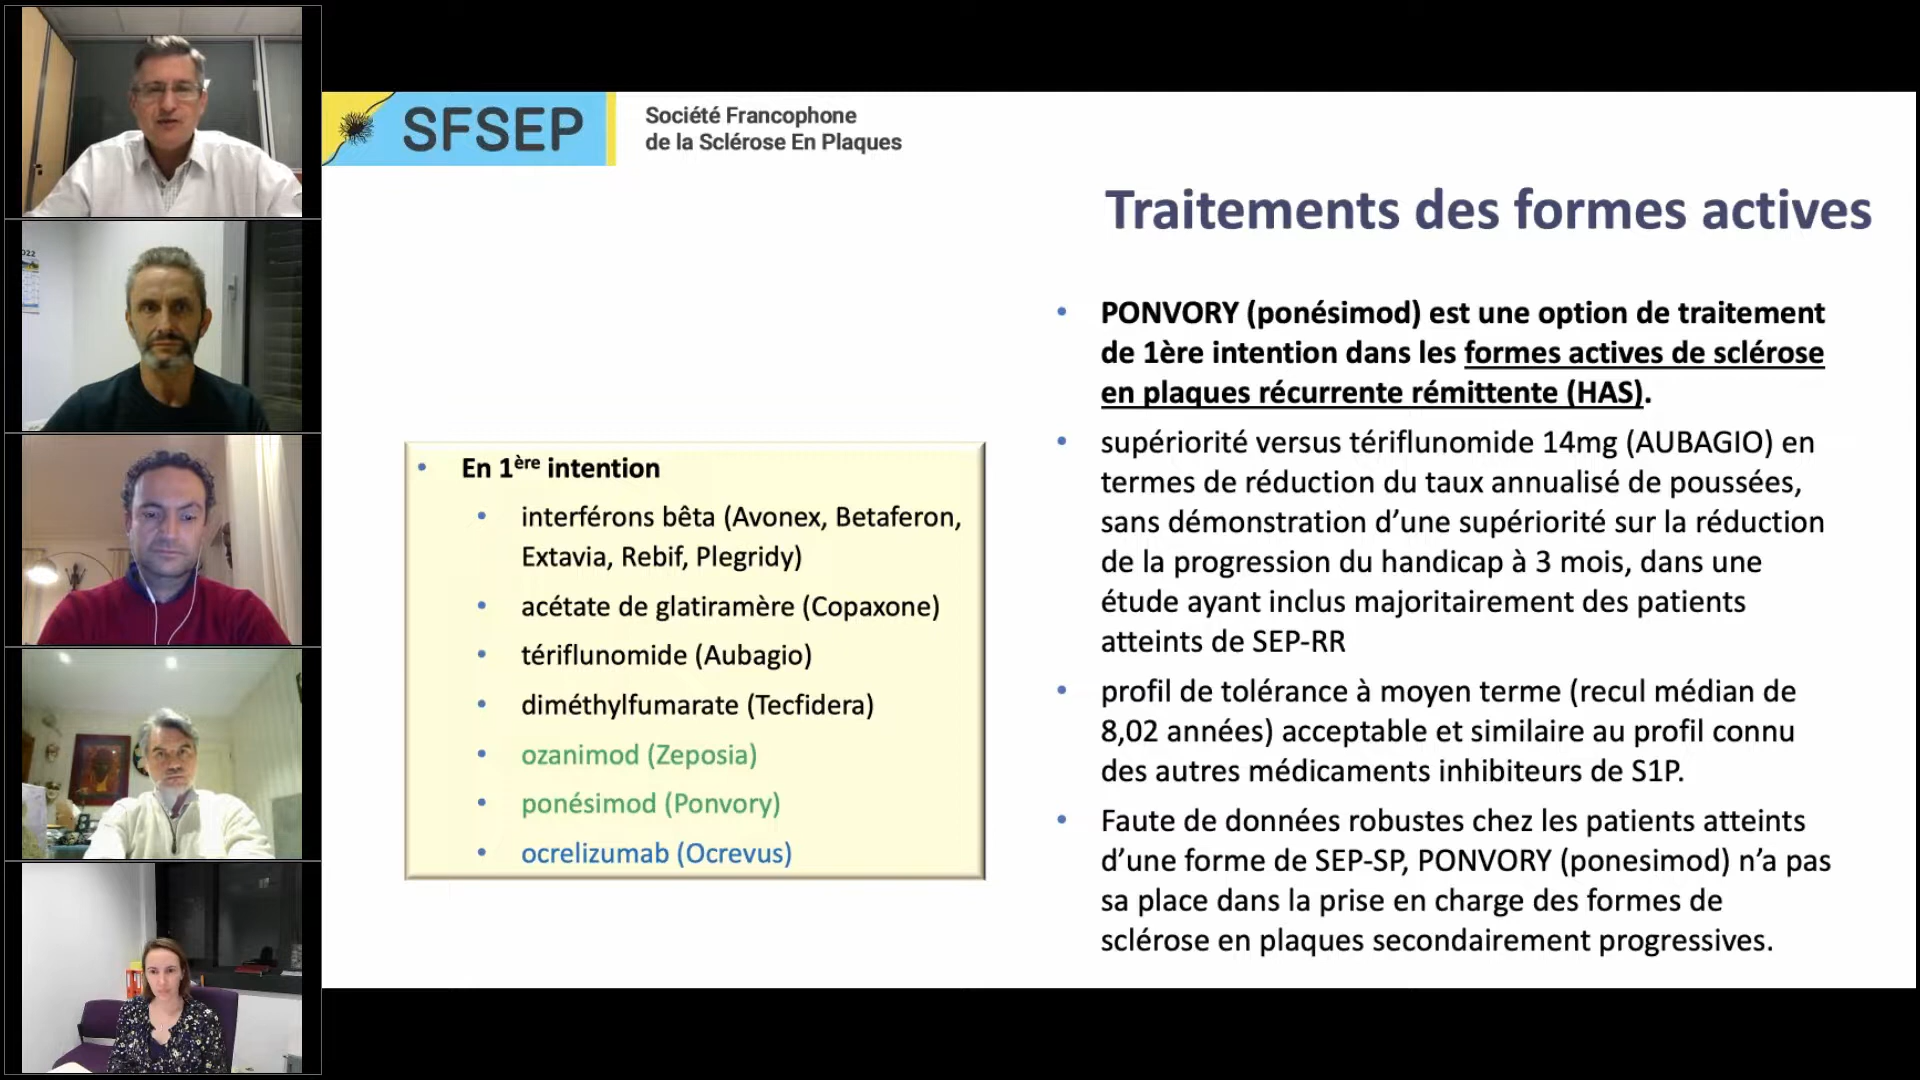 22
SFSEP
Société Francophone
de la Sclérose En Plaques
Traitements des formes actives
• En 1ère intention
• interférons bêta (Avonex, Betaferon,
Extavia, Rebif, Plegridy)
• acétate de glatiramère (Copaxone)
• tériflunomide (Aubagio)
• diméthylfumarate (Tecfidera)
• ozanimod (Zeposia)
• ponésimod (Ponvory)
• ocrelizumab (Ocrevus)
• PONVORY (ponésimod) est une option de traitement
de 1ère intention dans les formes actives de sclérose
en plaques récurrente rémittente (HAS).
• supériorité versus tériflunomide 14mg (AUBAGIO) en
termes de réduction du taux annualisé de poussées,
sans démonstration d’une supériorité sur la réduction
de la progression du handicap à 3 mois, dans une
étude ayant inclus majoritairement des patients
atteints de SEP-RR
• profil de tolérance à moyen terme (recul médian de
8,02 années) acceptable et similaire au profil connu
des autres médicaments inhibiteurs de S1P.
• Faute de données robustes chez les patients atteints
d’une forme de SEP-SP, PONVORY (ponesimod) n’a pas
sa place dans la prise en charge des formes de
sclérose en plaques secondairement progressives.